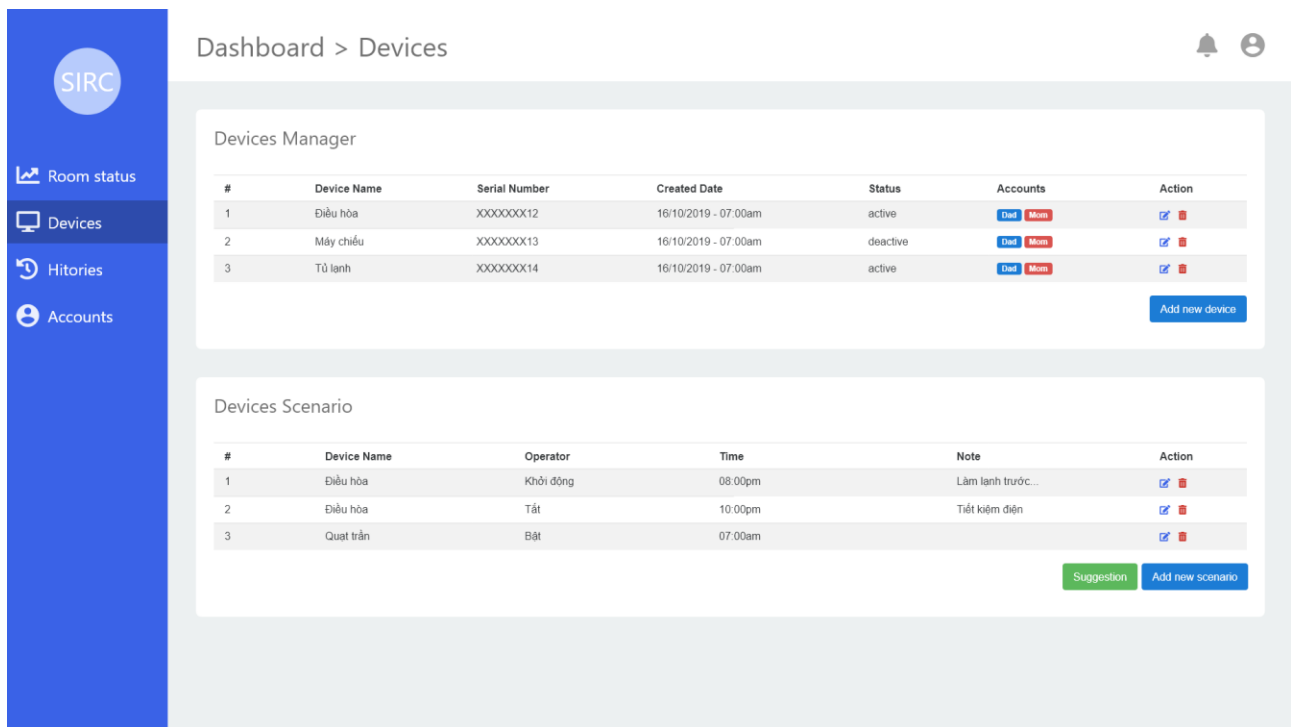 SIRC
Dashboard > Devices
Room status
Devices
Hitories
Accounts
Devices Manager
# Device Name Serial Number Created Date Status Accounts Action
1 Điều hòa XXXXXXX12 16/10/2019 - 07:00am active Dad Mom
2 Máy chiếu XXXXXXX13 16/10/2019 - 07:00am deactive Dad Mom
3 Tủ lạnh XXXXXXX14 16/10/2019 - 07:00am active Dad Mom
Add new device
Devices Scenario
# Device Name Operator Time Note Action
1 Điều hòa Khởi động 08:00pm Làm lạnh trước...
2 Điều hòa Tắt 10:00pm Tiết kiệm điện
3 Quạt trần Bật 07:00am
Suggestion Add new scenario